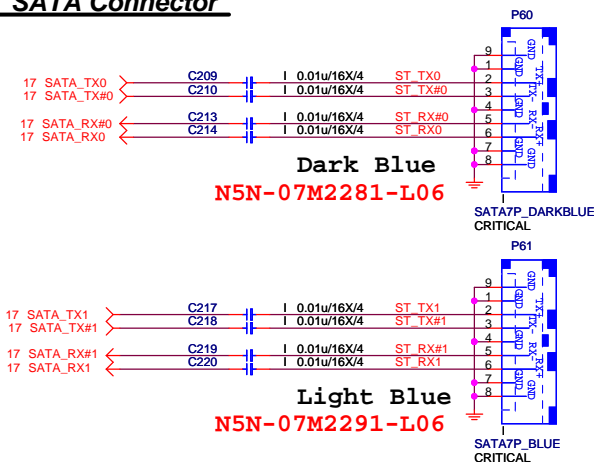 SATA Connector
P60
9
GND
1
GND
17 SATA_TX0 C209 I 0.01u/16X/4 ST_TX0 2 TX+
17 SATA_TX#0 C210 I 0.01u/16X/4 ST_TX#0 3 TX-
4
17 SATA_RX#0 C213 I 0.01u/16X/4 ST_RX#0 5 RX-
17 SATA_RX0 C214 I 0.01u/16X/4 ST_RX0 6 RX+
7 GND
8 GND
Dark Blue
N5N-07M2281-L06
SATA7P_DARKBLUE
CRITICAL
P61
9
GND
1
GND
17 SATA_TX1 C217 I 0.01u/16X/4 ST_TX1 2 TX+
17 SATA_TX#1 C218 I 0.01u/16X/4 ST_TX#1 3 TX-
4
17 SATA_RX#1 C219 I 0.01u/16X/4 ST_RX#1 5 RX-
17 SATA_RX1 C220 I 0.01u/16X/4 ST_RX1 6 RX+
7 GND
8 GND
Light Blue
N5N-07M2291-L06
SATA7P_BLUE
CRITICAL